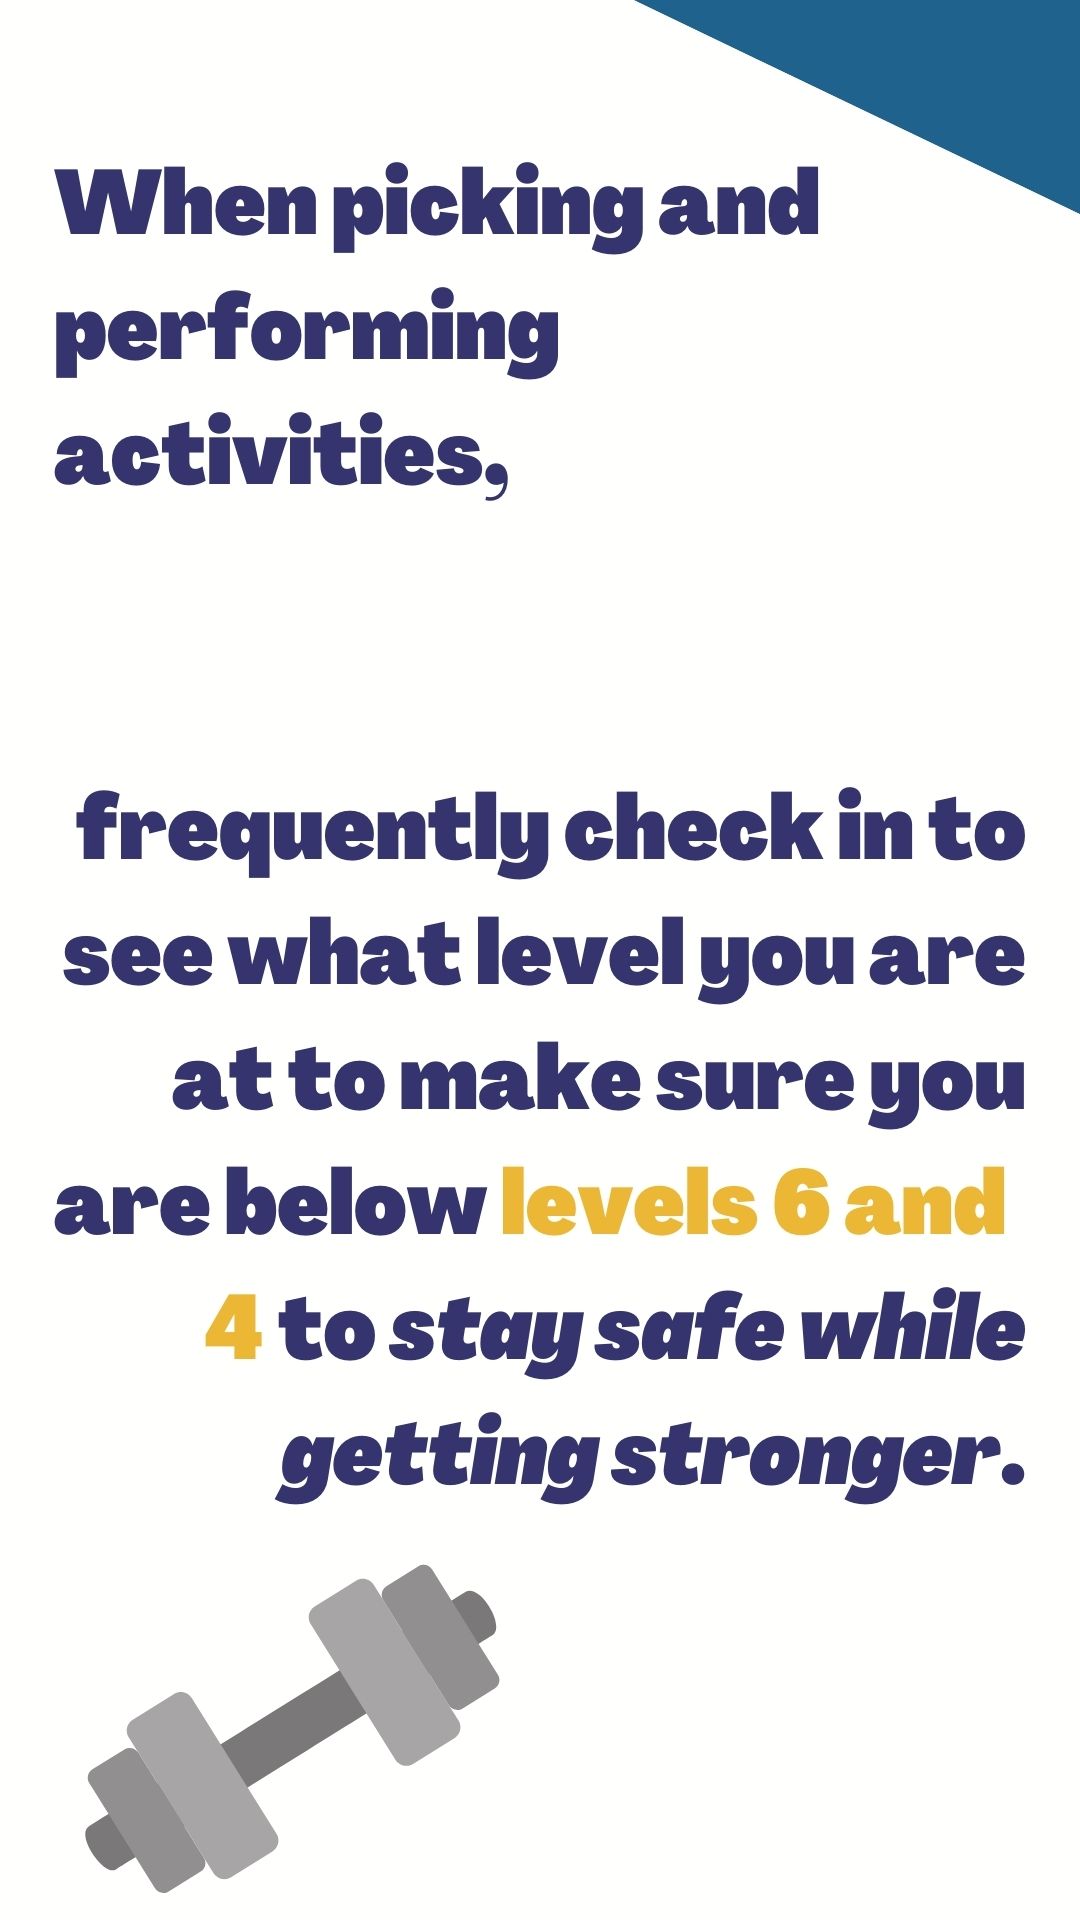 When picking and
performing
activities,
frequently check in to
see what level you are
at to make sure you
are below levels 6 and
4 to stay safe while
getting stronger.